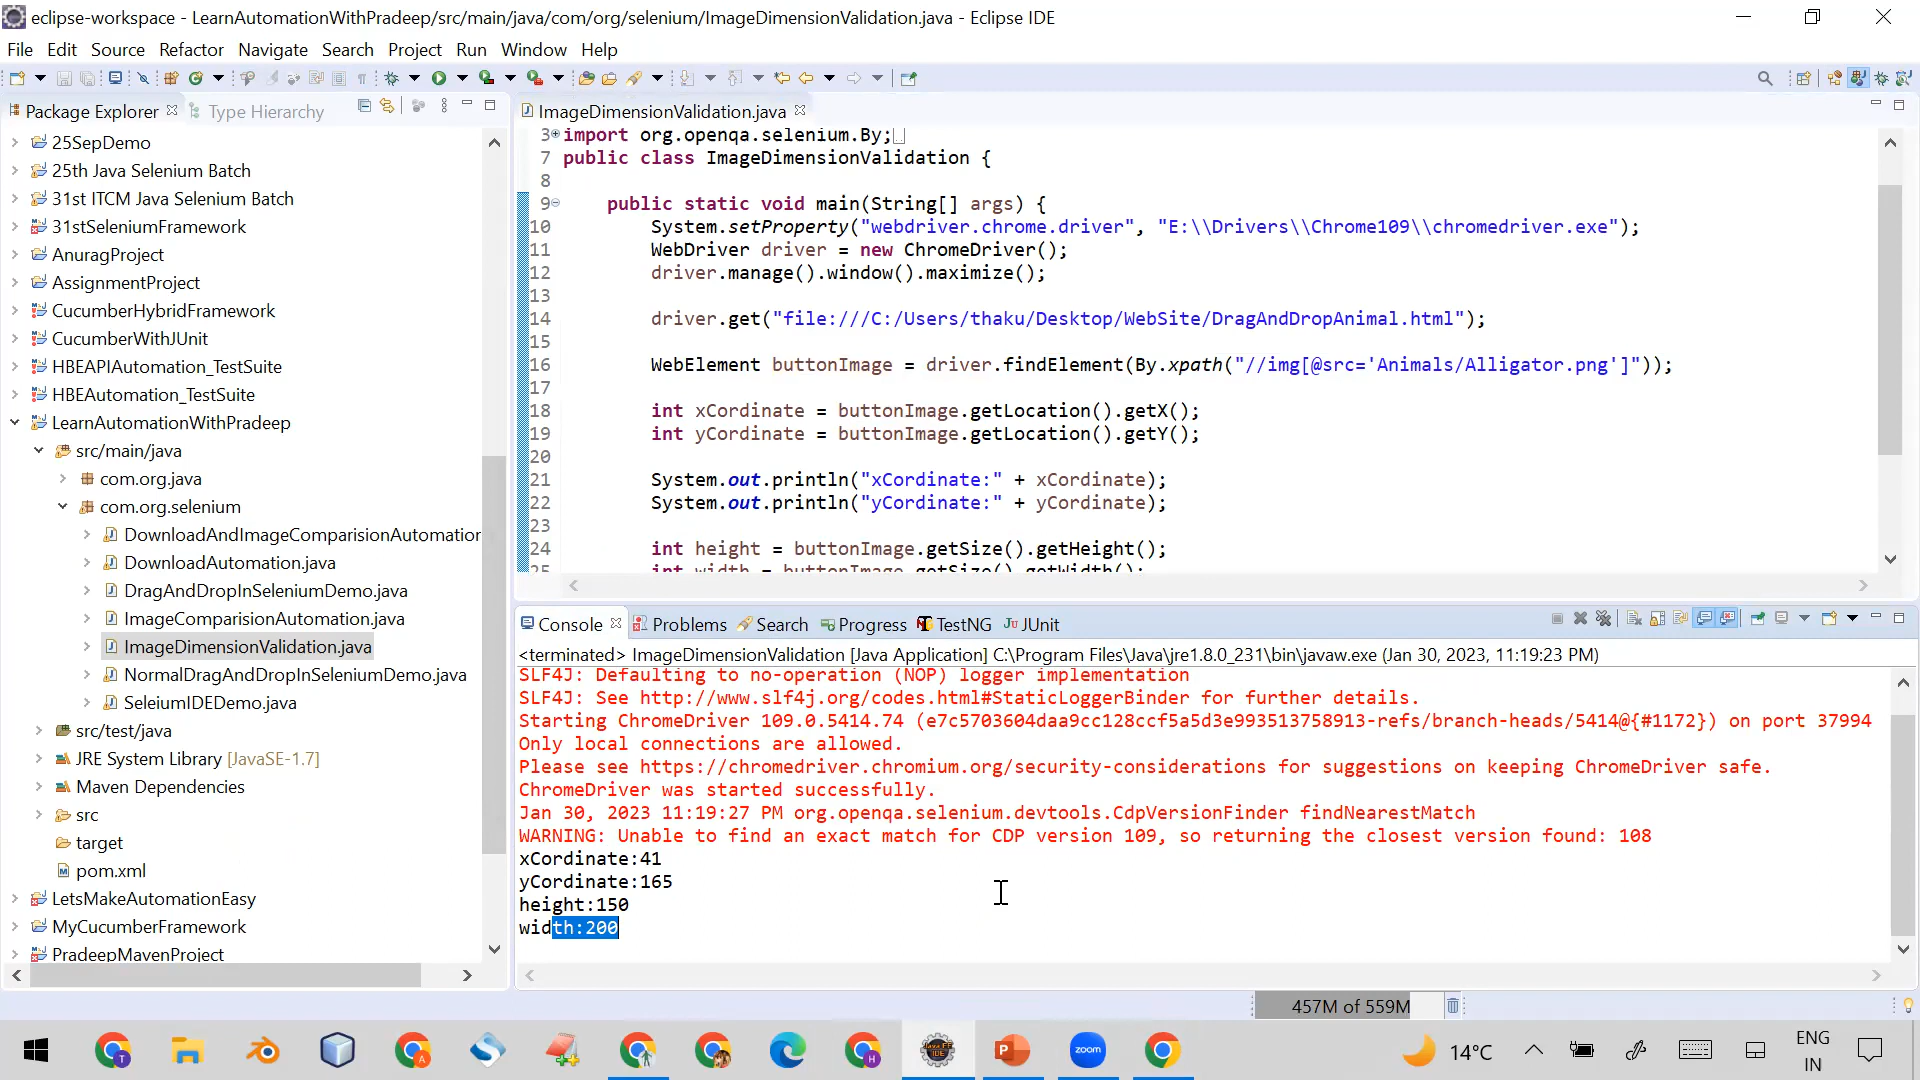 eclipse-workspace - LearnAutomationWithPradeep/src/main/java/com/org/selenium/ImageDimensionValidation.java - Eclipse IDE
File Edit Source Refactor Navigate Search Project Run Window Help
Package Explorer Type Hierarchy
25SepDemo
25th Java Selenium Batch
31st ITCM Java Selenium Batch
31stSeleniumFramework
AnuragProject
AssignmentProject
CucumberHybridFramework
CucumberWithJUnit
HBEAPIAutomation_TestSuite
HBEAutomation_TestSuite
LearnAutomationWithPradeep
src/main/java
com.org.java
com.org.selenium
DownloadAndImageComparisionAutomation
DownloadAutomation.java
DragAndDropInSeleniumDemo.java
ImageComparisionAutomation.java
ImageDimensionValidation.java
NormalDragAndDropInSeleniumDemo.java
SeleiumIDEDemo.java
src/test/java
JRE System Library [JavaSE-1.7]
Maven Dependencies
src
target
pom.xml
LetsMakeAutomationEasy
MyCucumberFramework
PradeepMavenProject
ImageDimensionValidation.java
3 import org.openqa.selenium.By;
7 public class ImageDimensionValidation {
8
9 public static void main(String[] args) {
10 System.setProperty("webdriver.chrome.driver", "E:\\Drivers\\Chrome109\\chromedriver.exe");
11 WebDriver driver = new ChromeDriver();
12 driver.manage().window().maximize();
13
14 driver.get("file:///C:/Users/thaku/Desktop/WebSite/DragAndDropAnimal.html");
15
16 WebElement buttonImage = driver.findElement(By.xpath("//img[@src='Animals/Alligator.png']"));
17
18 int xCordinate = buttonImage.getLocation().getX();
19 int yCordinate = buttonImage.getLocation().getY();
20
21 System.out.println("xCordinate:" + xCordinate);
22 System.out.println("yCordinate:" + yCordinate);
23
24 int height = buttonImage.getSize().getHeight();
25 int width = buttonImage.getSize().getWidth();
Console Problems Search Progress TestNG JUnit
<terminated> ImageDimensionValidation [Java Application] C:\Program Files\Java\jre1.8.0_231\bin\javaw.exe (Jan 30, 2023, 11:19:23 PM)
SLF4J: Defaulting to no-operation (NOP) logger implementation
SLF4J: See http://www.slf4j.org/codes.html#StaticLoggerBinder for further details.
Starting ChromeDriver 109.0.5414.74 (e7c5703604daa9cc128ccf5a5d3e993513758913-refs/branch-heads/5414@{#1172}) on port 37994
Only local connections are allowed.
Please see https://chromedriver.chromium.org/security-considerations for suggestions on keeping ChromeDriver safe.
ChromeDriver was started successfully.
Jan 30, 2023 11:19:27 PM org.openqa.selenium.devtools.CdpVersionFinder findNearestMatch
WARNING: Unable to find an exact match for CDP version 109, so returning the closest version found: 108
xCordinate:41
yCordinate:165
height:150
width:200
457M of 559M
14°C
ENG
IN